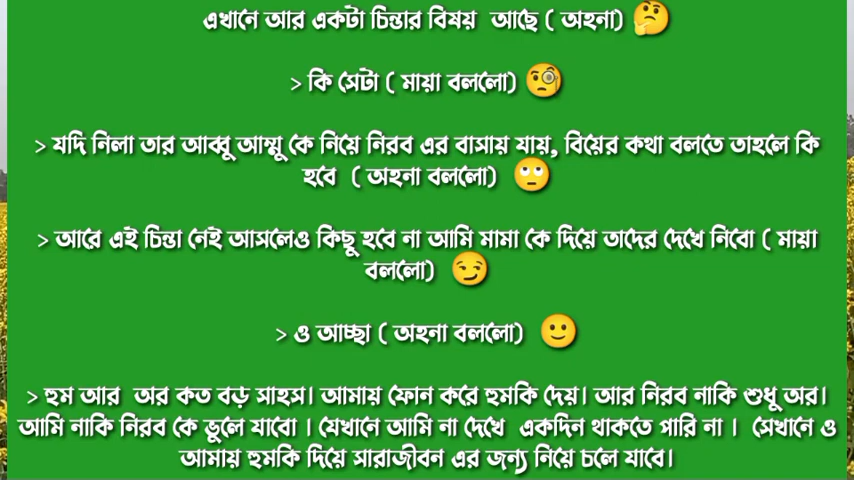 এখানে আর একটা চিন্তার বিষয় আছে ( অহনা) 🤔
> কি সেটা ( মায়া বললো) 🧐
> যদি নিলা তার আব্বু আম্মু কে নিয়ে নিরব এর বাসায় যায়, বিয়ের কথা বলতে তাহলে কি
হবে ( অহনা বললো) 🙄
> আরে এই চিন্তা নেই আসলেও কিছু হবে না আমি মামা কে দিয়ে তাদের দেখে নিবো ( মায়া
বললো) 😏
> ও আচ্ছা ( অহনা বললো) 🙂
> হুম আর অর কত বড় সাহস। আমায় ফোন করে হুমকি দেয়। আর নিরব নাকি শুধু অর।
আমি নাকি নিরব কে ভুলে যাবো । যেখানে আমি না দেখে একদিন থাকতে পারি না । সেখানে ও
আমায় হুমকি দিয়ে সারাজীবন এর জন্য নিয়ে চলে যাবে।